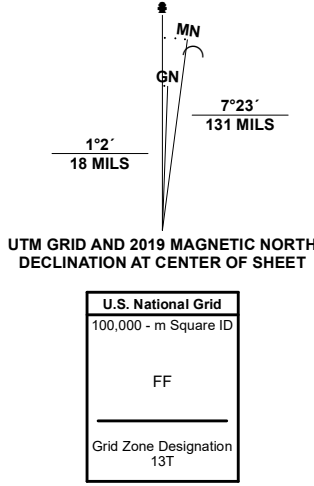 MN
GN
7°23´
131 MILS
1°2´
18 MILS
UTM GRID AND 2019 MAGNETIC NORTH
DECLINATION AT CENTER OF SHEET
U.S. National Grid
100,000 - m Square ID
FF
Grid Zone Designation
13T